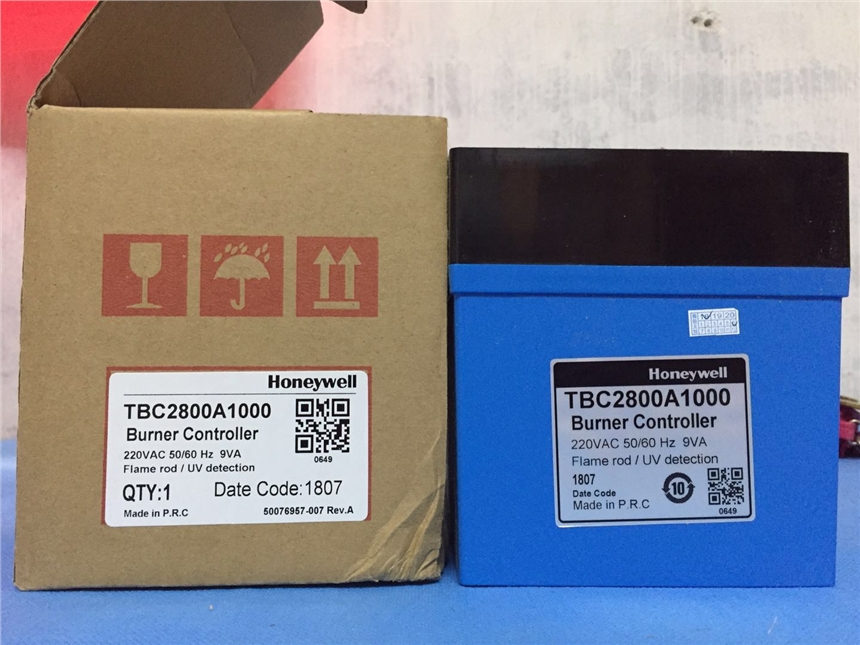 Honeywell
TBC2800A1000
Burner Controller
220VAC 50/60 Hz 9VA
Flame rod / UV detection
0649
QTY:1 Date Code:1807
Made in P.R.C 50076957-007 Rev.A
19 20
Honeywell
TBC2800A1000
Burner Controller
220VAC 50/60 Hz 9VA
Flame rod / UV detection
1807
Date Code
10
Made in P.R.C
0649